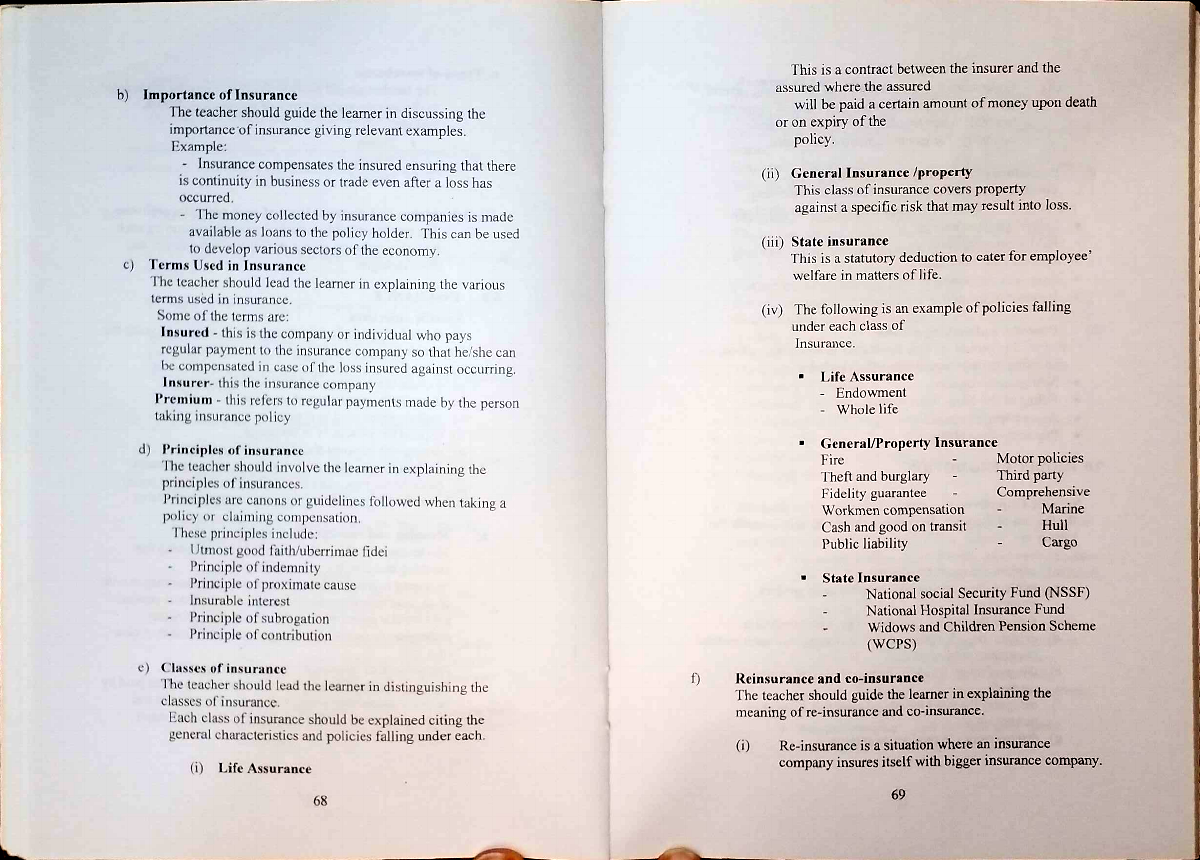 b) Importance of Insurance
The teacher should guide the learner in discussing the
importance of insurance giving relevant examples.
Example:
- Insurance compensates the insured ensuring that there
is continuity in business or trade even after a loss has
occurred.
- The money collected by insurance companies is made
available as loans to the policy holder. This can be used
to develop various sectors of the economy.
c) Terms Used in Insurance
The teacher should lead the learner in explaining the various
terms used in insurance.
Some of the terms are:
Insured - this is the company or individual who pays
regular payment to the insurance company so that he/she can
be compensated in case of the loss insured against occurring.
Insurer- this the insurance company
Premium - this refers to regular payments made by the person
taking insurance policy
d) Principles of insurance
The teacher should involve the learner in explaining the
principles of insurances.
Principles are canons or guidelines followed when taking a
policy or claiming compensation.
These principles include:
- Utmost good faith/uberrimae fidei
- Principle of indemnity
- Principle of proximate cause
- Insurable interest
- Principle of subrogation
- Principle of contribution
e) Classes of insurance
The teacher should lead the learner in distinguishing the
classes of insurance.
Each class of insurance should be explained citing the
general characteristics and policies falling under each.
(i) Life Assurance
68
This is a contract between the insurer and the
assured where the assured
will be paid a certain amount of money upon death
or on expiry of the
policy.
(ii) General Insurance /property
This class of insurance covers property
against a specific risk that may result into loss.
(iii) State insurance
This is a statutory deduction to cater for employee'
welfare in matters of life.
(iv) The following is an example of policies falling
under each class of
Insurance.
▪ Life Assurance
- Endowment
- Whole life
▪ General/Property Insurance
Fire - Motor policies
Theft and burglary - Third party
Fidelity guarantee - Comprehensive
Workmen compensation - Marine
Cash and good on transit - Hull
Public liability - Cargo
▪ State Insurance
- National social Security Fund (NSSF)
- National Hospital Insurance Fund
- Widows and Children Pension Scheme
(WCPS)
f) Reinsurance and co-insurance
The teacher should guide the learner in explaining the
meaning of re-insurance and co-insurance.
(i) Re-insurance is a situation where an insurance
company insures itself with bigger insurance company.
69